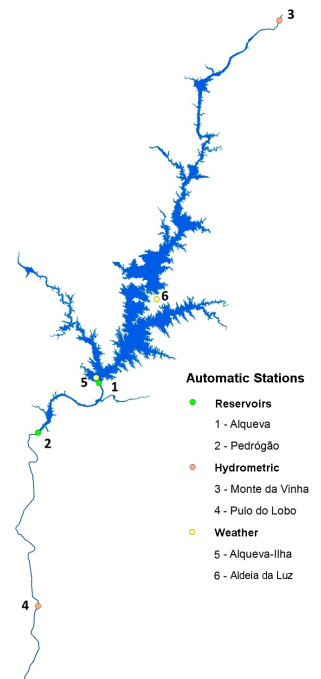 3
6
5
1
Automatic Stations
Reservoirs
1 - Alqueva
2 - Pedrógão
2
Hydrometric
3 - Monte da Vinha
4 - Pulo do Lobo
Weather
5 - Alqueva-Ilha
6 - Aldeia da Luz
4